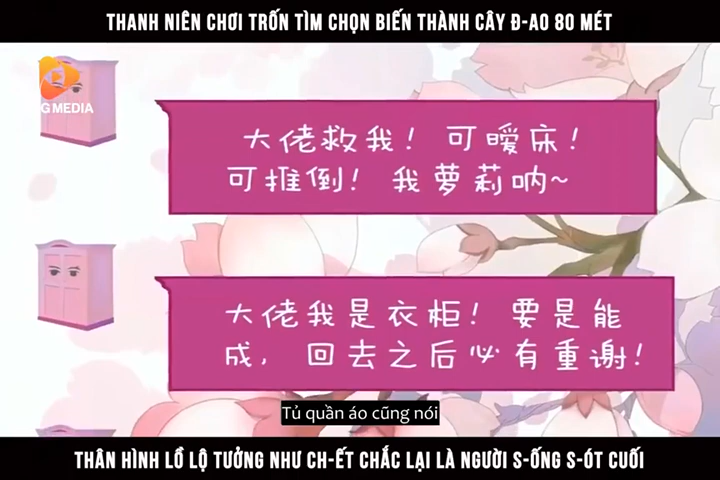 THANH NIÊN CHƠI TRỐN TÌM CHỌN BIẾN THÀNH CÂY Đ-AO 80 MÉT
G MEDIA
大佬救我！可暧床！
可推倒！我萝莉呐~
大佬我是衣柜！要是能
成，回去之后必有重谢！
Tủ quần áo cũng nói
THÂN HÌNH LỒ LỘ TƯỞNG NHƯ CH-ẾT CHẮC LẠI LÀ NGƯỜI S-ỐNG S-ÓT CUỐI